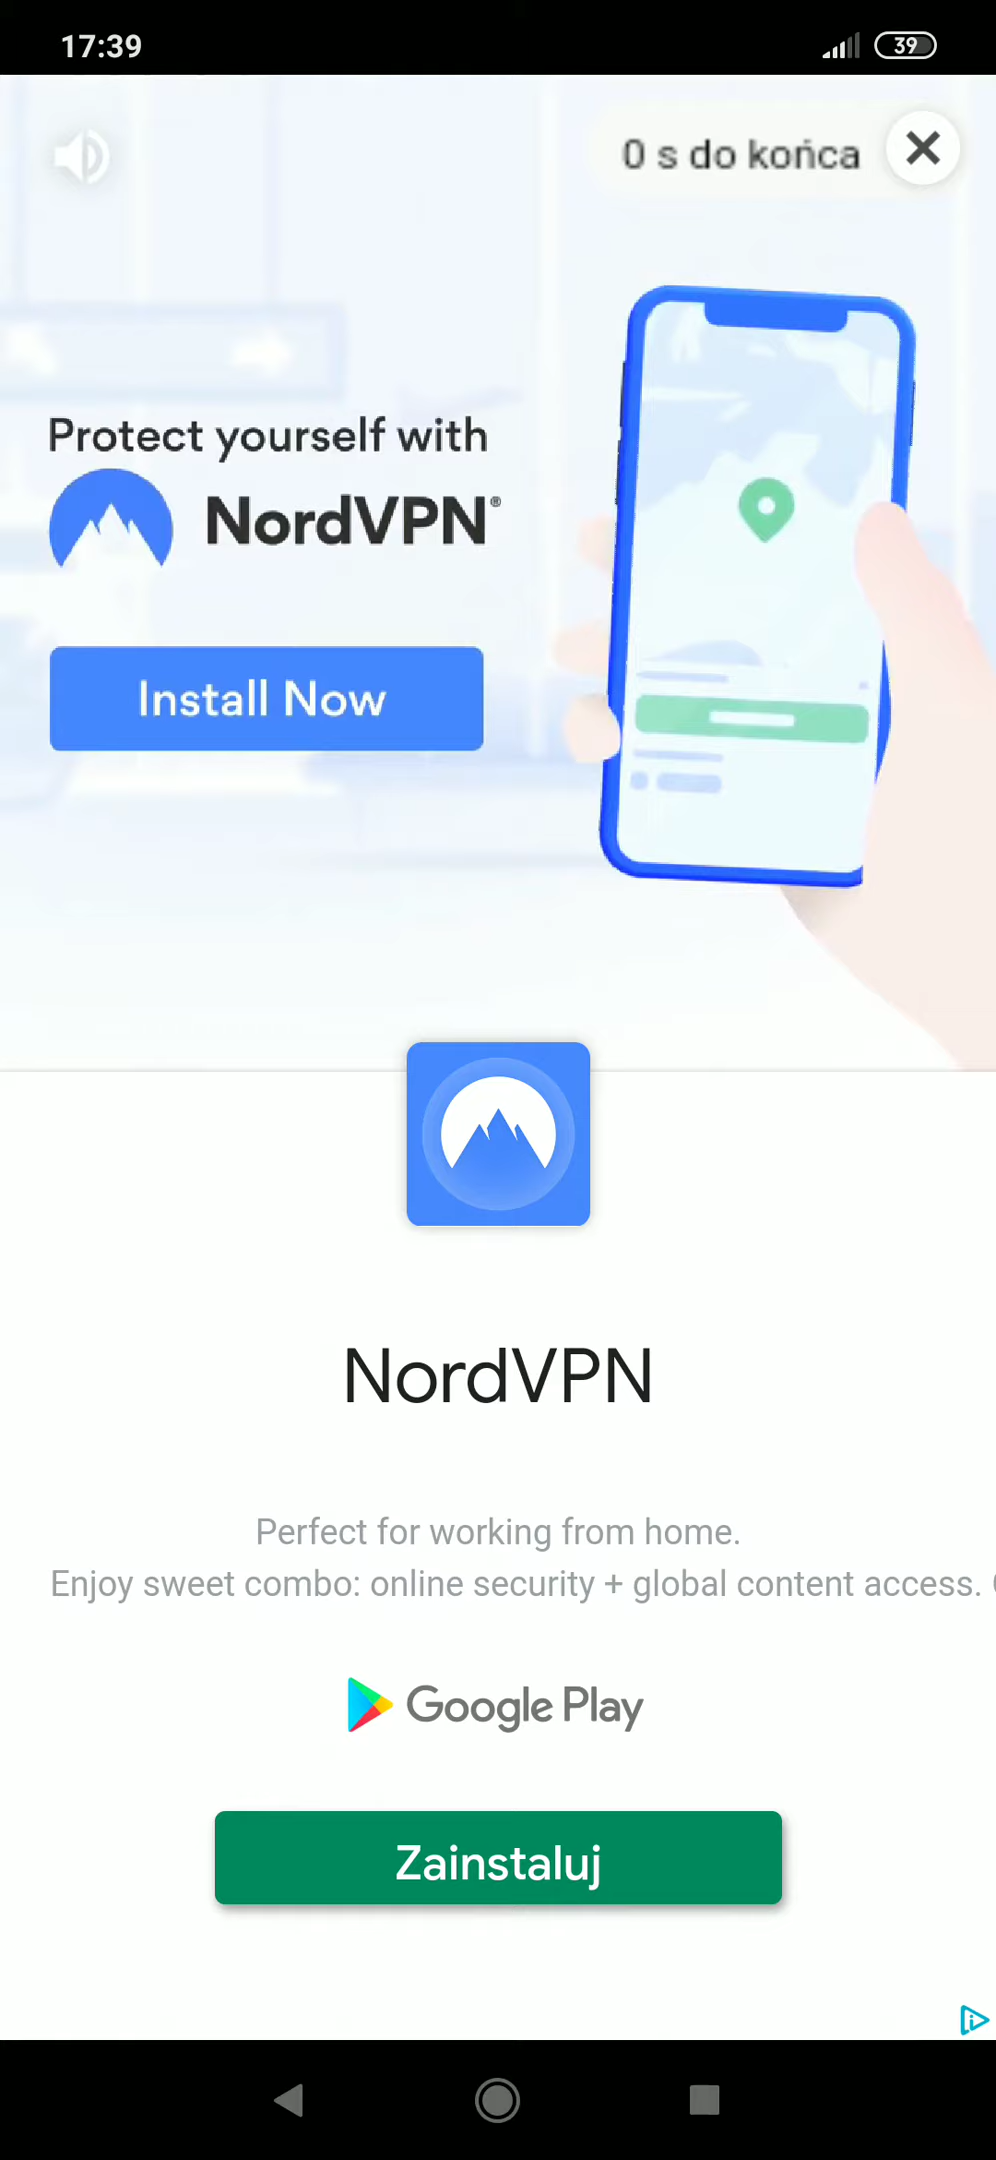 17:39
39
0 s do końca
Protect yourself with
NordVPN®
Install Now
NordVPN
Perfect for working from home.
Enjoy sweet combo: online security + global content access.
Google Play
Zainstaluj